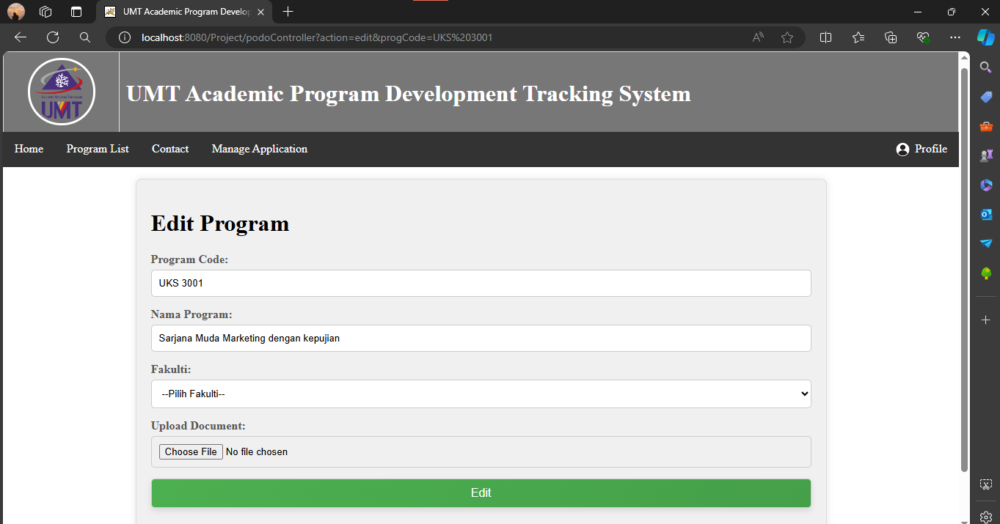 UMT Academic Program Develop
localhost:8080/Project/podoController?action=edit&progCode=UKS%203001
UMT
UMT Academic Program Development Tracking System
Home Program List Contact Manage Application Profile
Edit Program
Program Code:
UKS 3001
Nama Program:
Sarjana Muda Marketing dengan kepujian
Fakulti:
--Pilih Fakulti--
Upload Document:
Choose File No file chosen
Edit